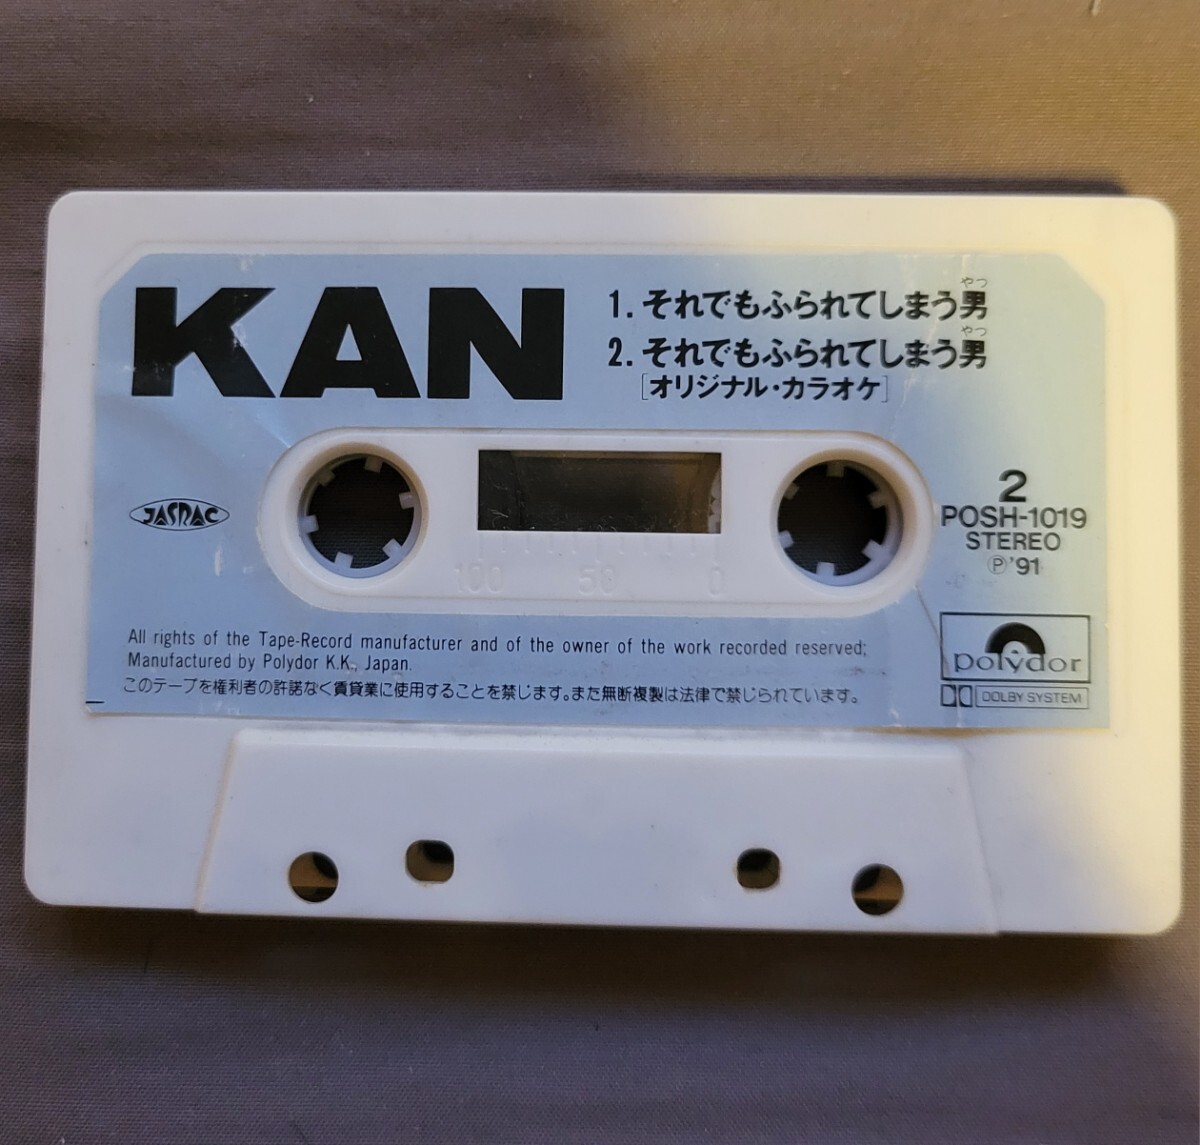 KAN
1. それでもふられてしまう男
やつ
2. それでもふられてしまう男
やつ
[オリジナル・カラオケ]
JASRAC
2
POSH-1019
STEREO
Ⓟ'91
100 50 0
All rights of the Tape-Record manufacturer and of the owner of the work recorded reserved;
Manufactured by Polydor K.K., Japan.
このテープを権利者の許諾なく賃貸業に使用することを禁じます。また無断複製は法律で禁じられています。
polydor
DOLBY SYSTEM